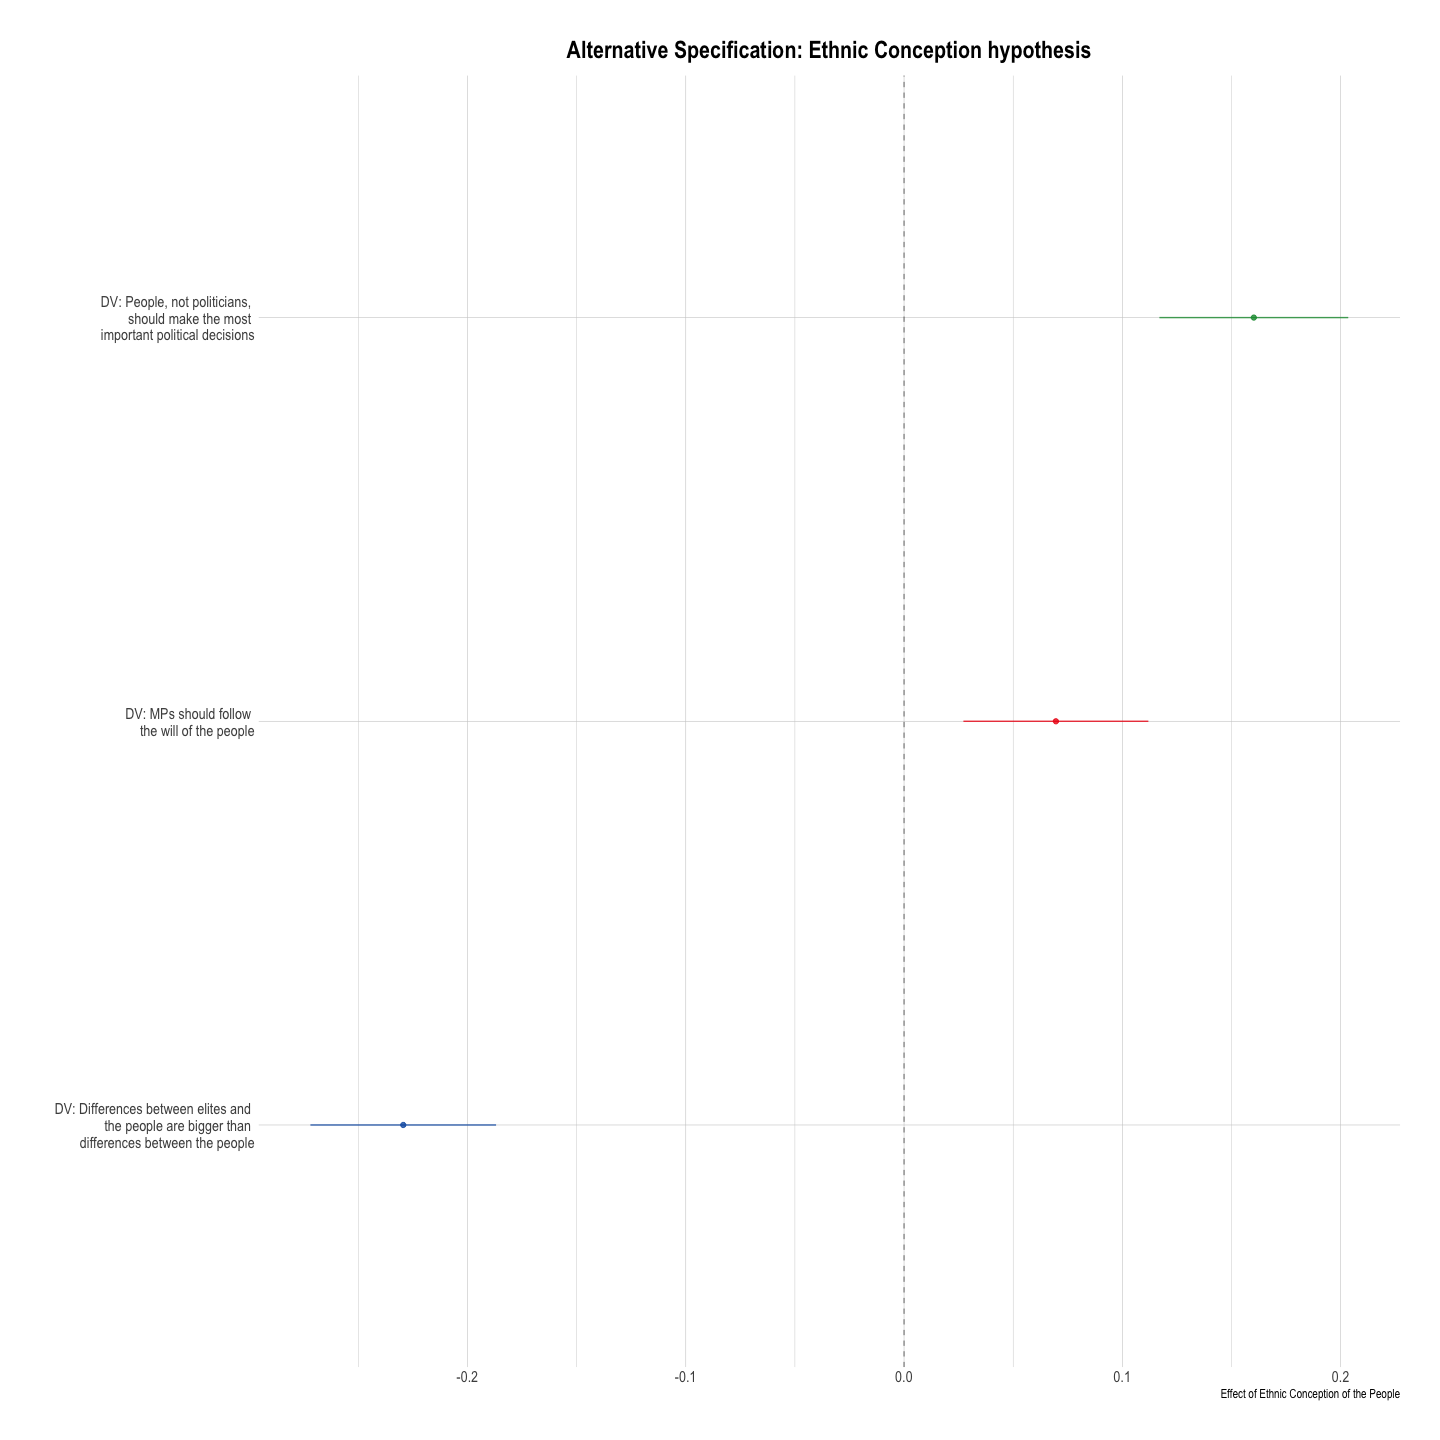 Alternative Specification: Ethnic Conception hypothesis
DV: People, not politicians,
should make the most
important political decisions
DV: MPs should follow
the will of the people
DV: Differences between elites and
the people are bigger than
differences between the people
-0.2
-0.1
0.0
0.1
0.2
Effect of Ethnic Conception of the People